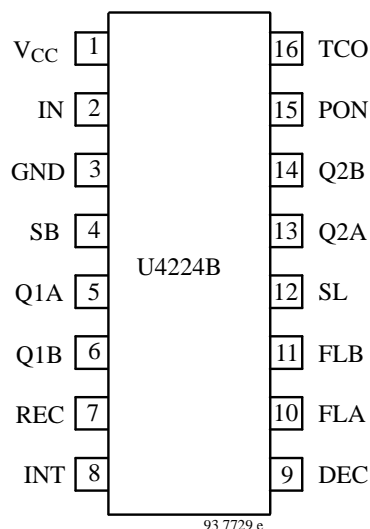 VCC 1 16 TCO
IN 2 15 PON
GND 3 14 Q2B
SB 4 13 Q2A
U4224B
Q1A 5 12 SL
Q1B 6 11 FLB
REC 7 10 FLA
INT 8 9 DEC
93 7729 e